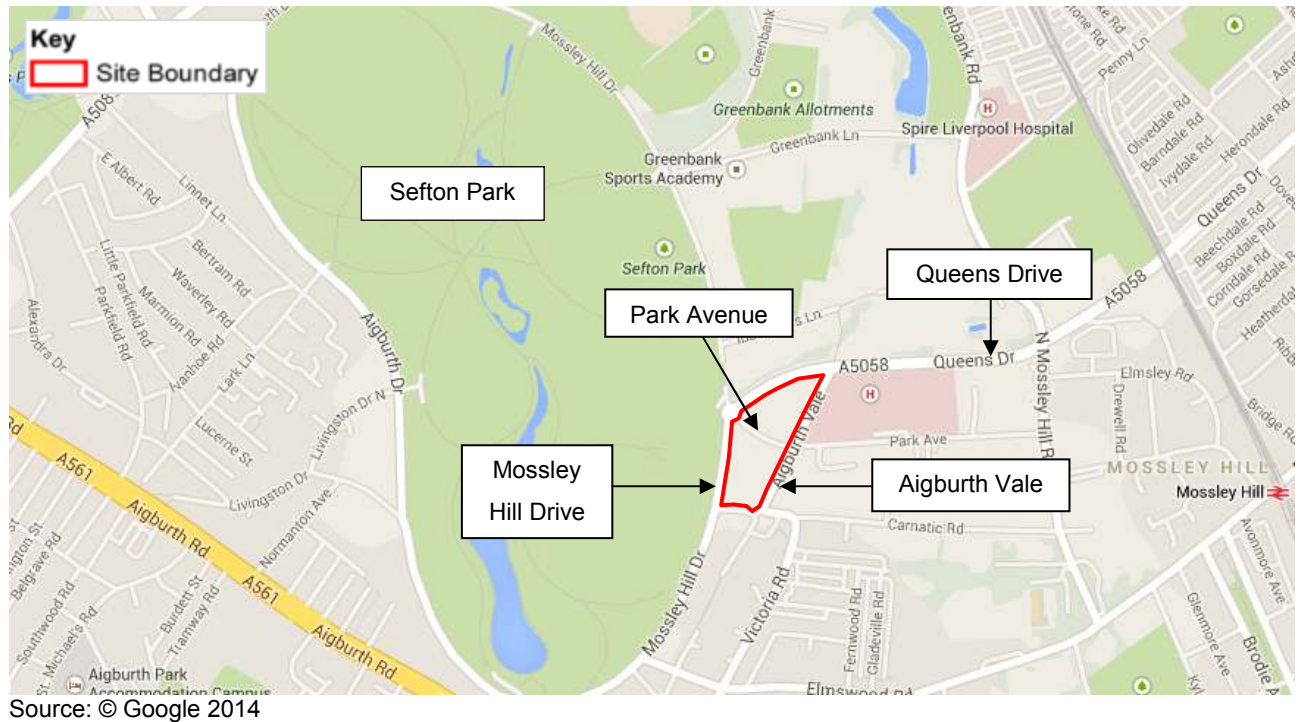 Key
Site Boundary
A5089
E Albert Rd
Linnet Ln
Little Parkfield Rd
Parkfield Rd
Marmion Rd
Bertram Rd
Waverley Rd
Ivanhoe Rd
Lark Ln
Lucerne St
Alexandra Dr
Aigburth Dr
Livingston Dr N
Livingston Dr
Normanton Ave
Rd
A561
Aigburth Rd
A561
Aigburth Rd
Belgrave Rd
Southwood Rd
St Michael's Rd
Burdett St
Tramway Rd
Aigburth Park
Accommodation Campus
Sefton Park
Sefton Park
Mossley Hill Dr
Greenbank
Greenbank Allotments
Greenbank Ln
Greenbank
Sports Academy
Spire Liverpool Hospital
Penny Ln
Olivedale Rd
Barndale Rd
Ivydale Rd
Herondale Rd
Queens Dr
Beechdale Rd
Boxdale Rd
Corndale Rd
Gorsedale Rd
A5058
Queens Drive
Park Avenue
A5058
Queens Dr
N Mossley Hill R
Elmsley Rd
Drewell Rd
Bridge Rd
H
H
Park Ave
Aigburth Vale
MOSSLEY HILL
Mossley Hill
Mossley
Hill Drive
Aigburth Vale
Carnatic Rd
Mossley Hill Dr
Victoria Rd
Fernwood Rd
Gladeville Rd
Elmswood Rd
Glenmore Ave
Avonmore Ave
Brodie A
Source: © Google 2014